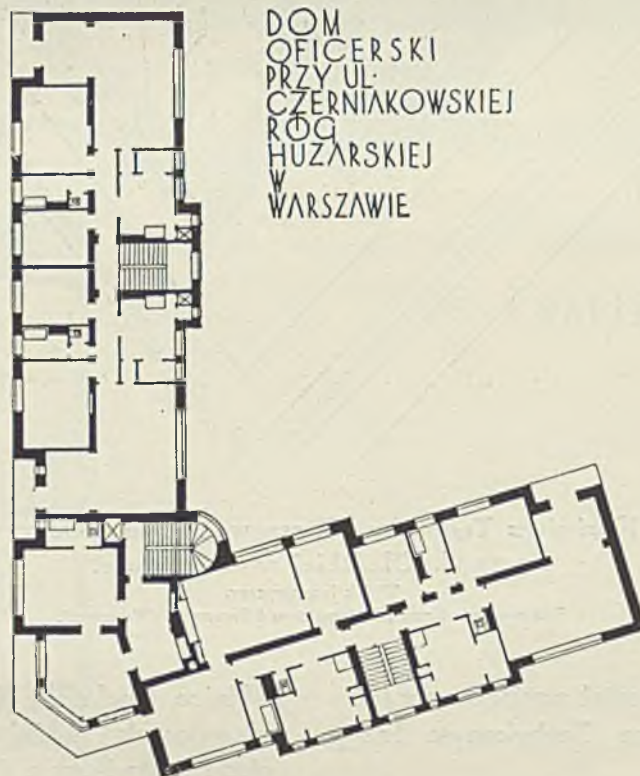 DOM
OFICERSKI
PRZY UL·
CZERNIAKOWSKIEJ
RÓG
HUZARSKIEJ
W
WARSZAWIE